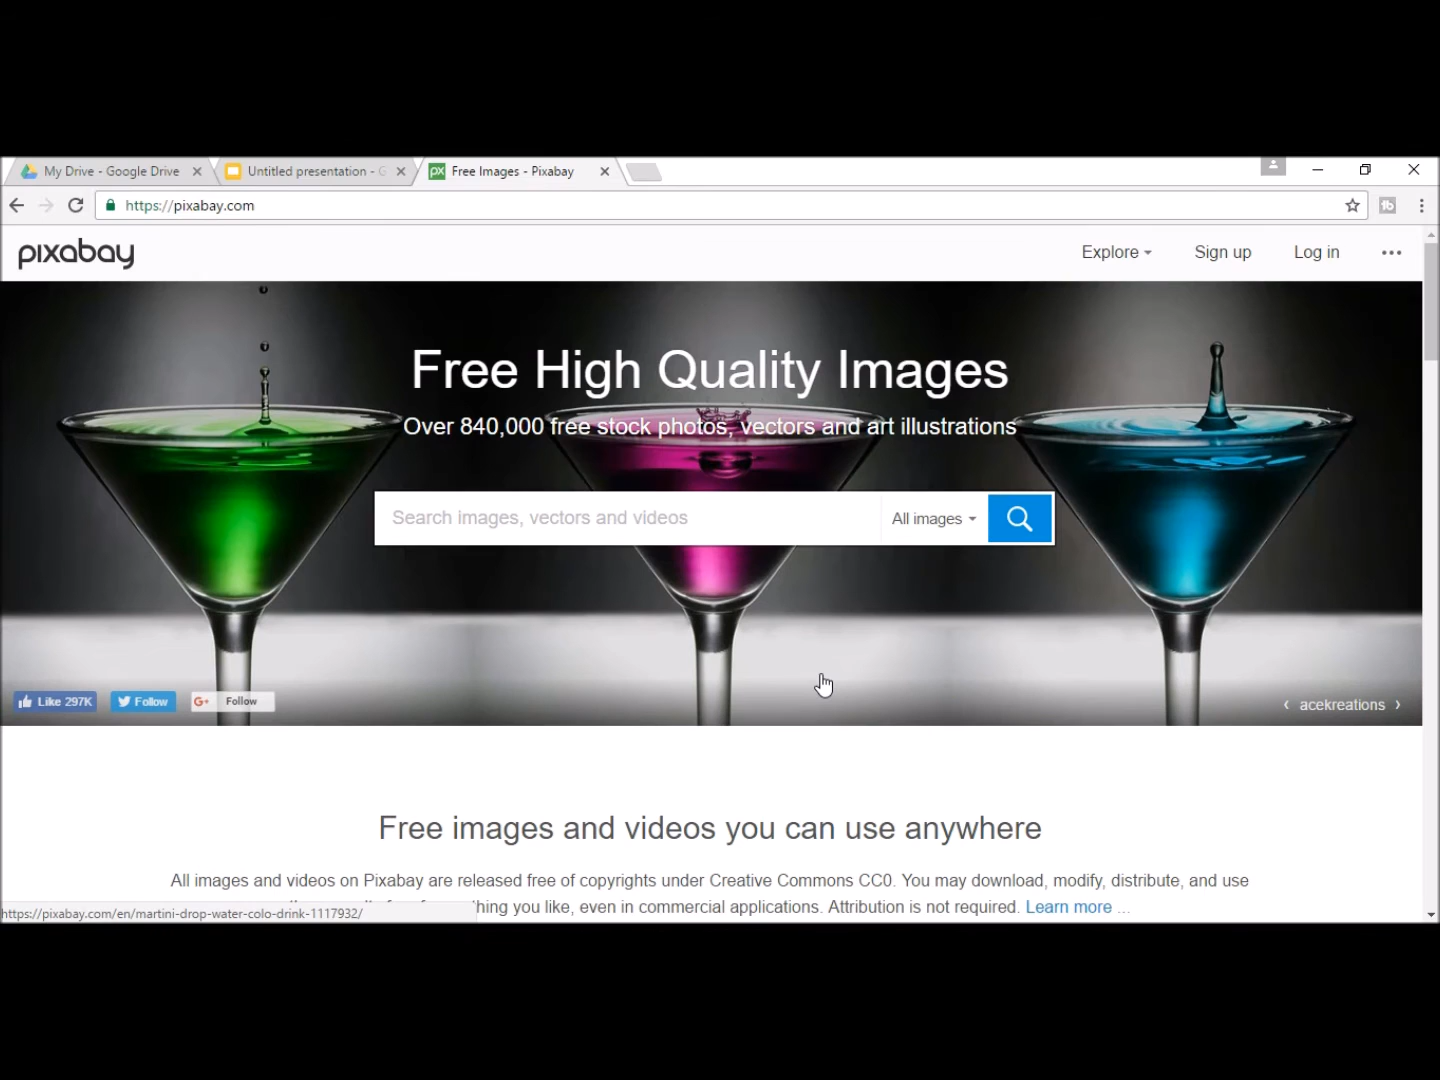 My Drive - Google Drive
Untitled presentation - G
px Free Images - Pixabay
https://pixabay.com
pixabay
Explore
Sign up
Log in
Free High Quality Images
Over 840,000 free stock photos, vectors and art illustrations
Search images, vectors and videos
All images
Like 297K
Follow
G+ Follow
‹ acekreations ›
Free images and videos you can use anywhere
All images and videos on Pixabay are released free of copyrights under Creative Commons CC0. You may download, modify, distribute, and use
thing you like, even in commercial applications. Attribution is not required. Learn more ...
https://pixabay.com/en/martini-drop-water-colo-drink-1117932/